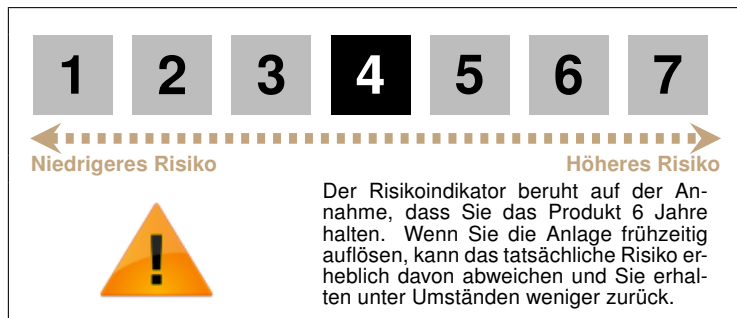 1 2 3 4 5 6 7
Niedrigeres Risiko Höheres Risiko
Der Risikoindikator beruht auf der An-
nahme, dass Sie das Produkt 6 Jahre
halten. Wenn Sie die Anlage frühzeitig
auflösen, kann das tatsächliche Risiko er-
heblich davon abweichen und Sie erhal-
ten unter Umständen weniger zurück.
!